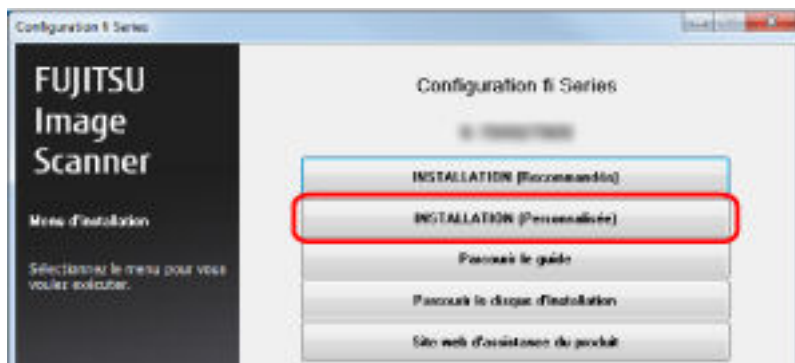 Configuration fi Series
FUJITSU
Image
Scanner
Menu d'installation
Sélectionnez le menu pour vous
voulez exécuter.
Configuration fi Series
INSTALLATION (Recommandés)
INSTALLATION (Personnalisée)
Parcourir le guide
Parcourir le disque d'installation
Site web d'assistance du produit